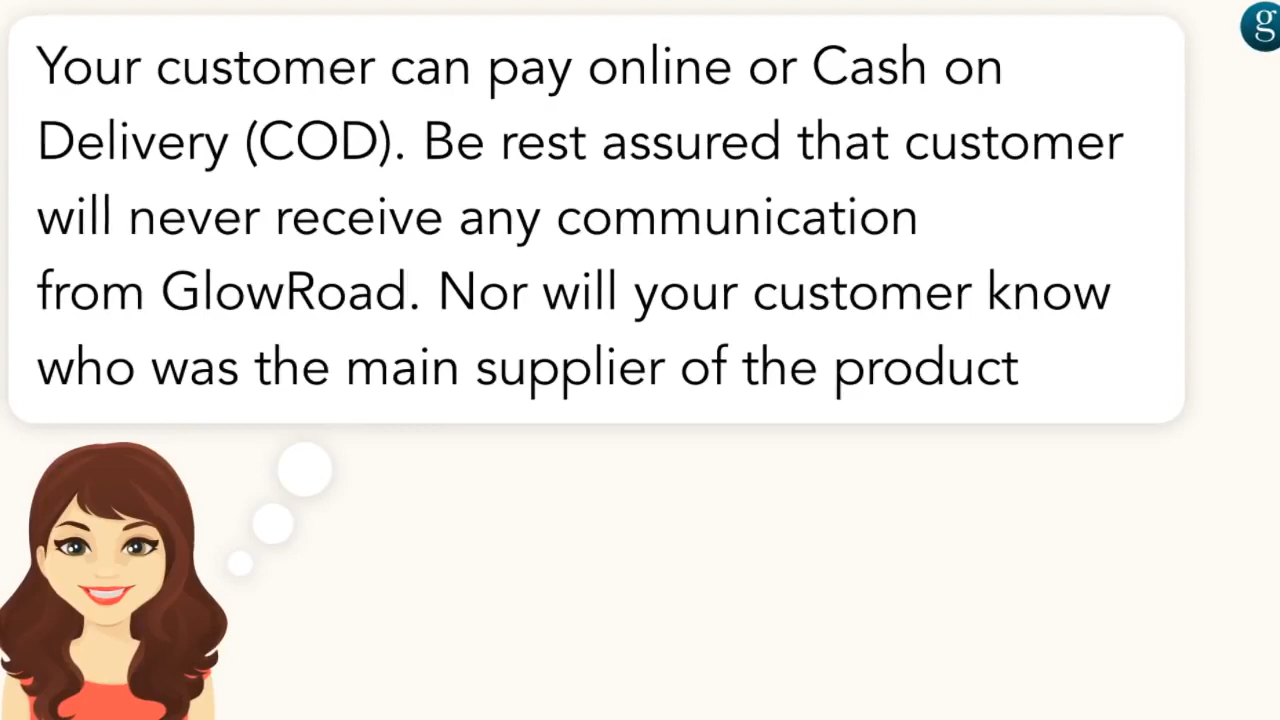 g
Your customer can pay online or Cash on
Delivery (COD). Be rest assured that customer
will never receive any communication
from GlowRoad. Nor will your customer know
who was the main supplier of the product